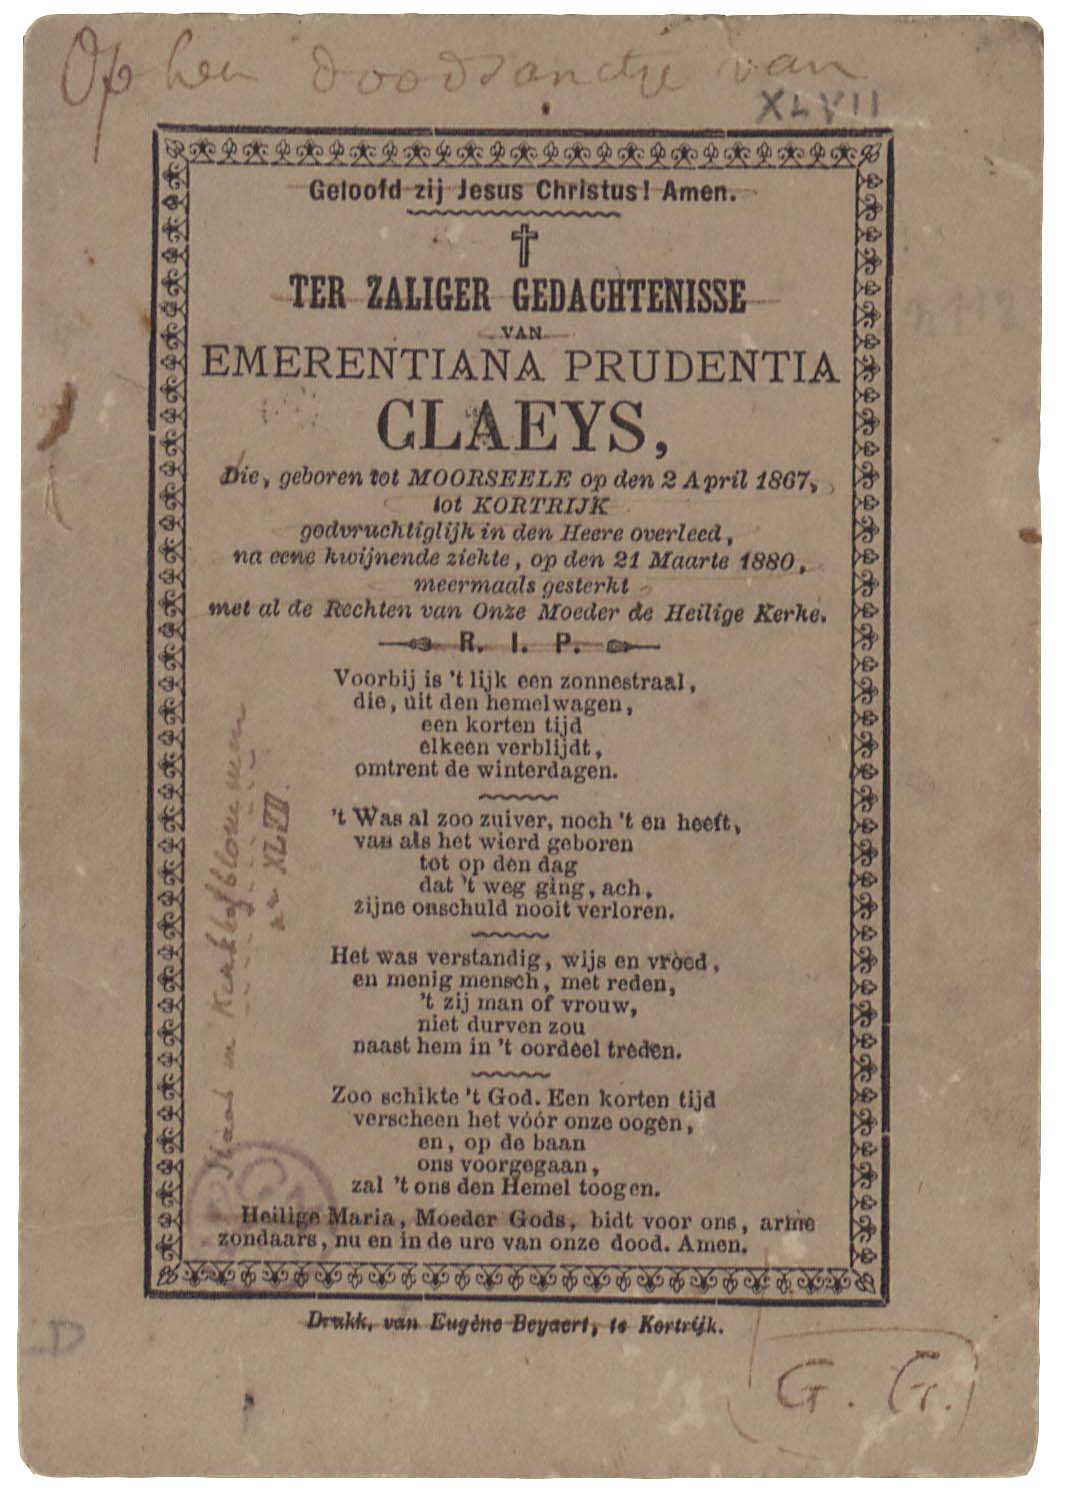 Op hen doodsanctje van
XLVII
Geloofd zij Jesus Christus! Amen.
TER ZALIGER GEDACHTENISSE
VAN
EMERENTIANA PRUDENTIA
CLAEYS,
Die, geboren tot MOORSEELE op den 2 April 1867,
tot KORTRIJK
godvruchtiglijk in den Heere overleed,
na eene kwijnende ziekte, op den 21 Maarte 1880,
meermaals gesterkt
met al de Rechten van Onze Moeder de Heilige Kerke.
R. I. P.
Voorbij is 't lijk een zonnestraal,
die, uit den hemelwagen,
een korten tijd
elkeen verblijdt,
omtrent de winterdagen.
't Was al zoo zuiver, noch 't en heeft,
van als het wierd geboren
tot op den dag
dat 't weg ging, ach,
zijne onschuld nooit verloren.
Het was verstandig, wijs en vroed,
en menig mensch, met reden,
't zij man of vrouw,
niet durven zou
naast hem in 't oordeel treden.
Zoo schikte 't God. Een korten tijd
verscheen het vóór onze oogen,
en, op de baan
ons voorgegaan,
zal 't ons den Hemel toogen.
Heilige Maria, Moeder Gods, bidt voor ons, arme
zondaars, nu en in de ure van onze dood. Amen.
Drukk. van Eugène Beyaert, te Kortrijk.
Staat in Kerkhofblommen
nr XLVII.
D
G. G.